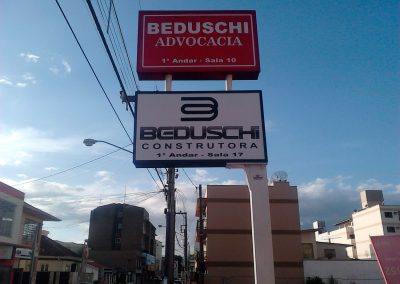 BEDUSCHI
ADVOCACIA
1º Andar - Sala 10
BEDUSCHI
CONSTRUTORA
1º Andar - Sala 17